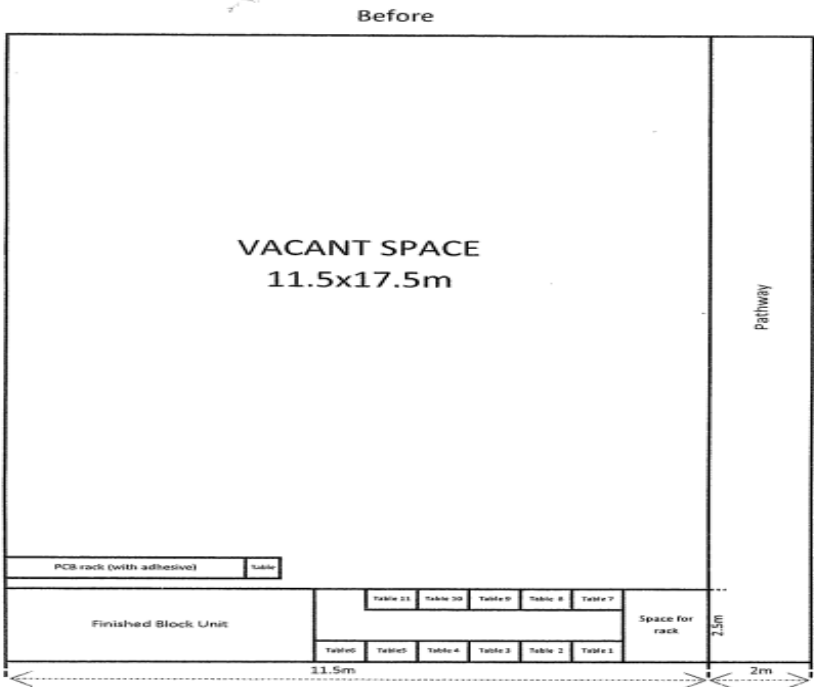 Before
VACANT SPACE
11.5x17.5m
Pathway
PCB rack (with adhesive)
Table
Table 11
Table 10
Table 9
Table 8
Table 7
Finished Block Unit
Space for
rack
2.5m
Table6
Table5
Table 4
Table 3
Table 2
Table 1
11.5m
2m